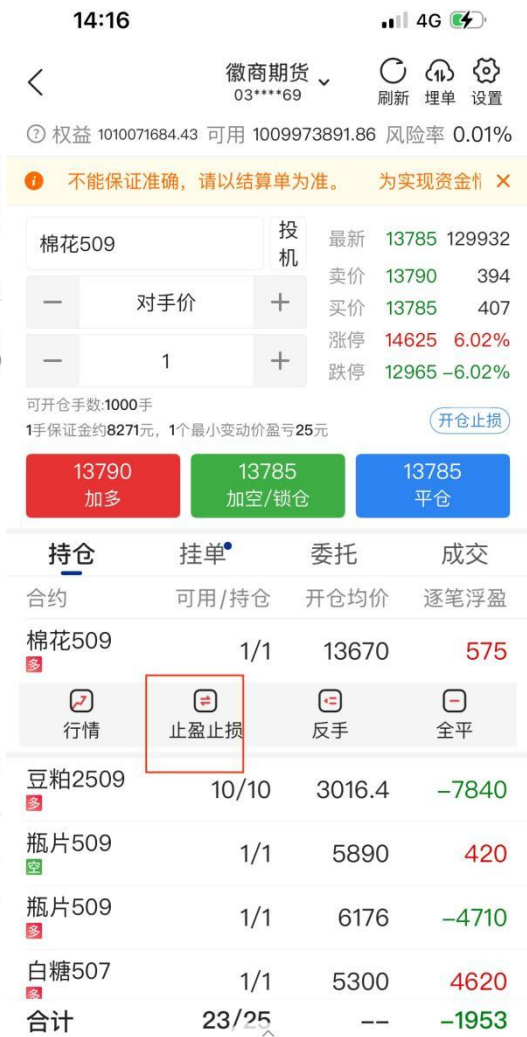 14:16 4G
徽商期货
03****69
刷新 埋单 设置
权益 1010071684.43 可用 1009973891.86 风险率 0.01%
不能保证准确，请以结算单为准。 为实现资金
棉花509
投机
最新 13785 129932
卖价 13790 394
买价 13785 407
涨停 14625 6.02%
跌停 12965 -6.02%
对手价
1
可开仓手数:1000手
1手保证金约8271元，1个最小变动价盈亏25元
开仓止损
13790 13785 13785
加多 加空/锁仓 平仓
持仓 挂单 委托 成交
合约 可用/持仓 开仓均价 逐笔浮盈
棉花509 1/1 13670 575
多
行情 止盈止损 反手 全平
豆粕2509 10/10 3016.4 -7840
多
瓶片509 1/1 5890 420
空
瓶片509 1/1 6176 -4710
多
白糖507 1/1 5300 4620
多
合计 23/25 -- -1953